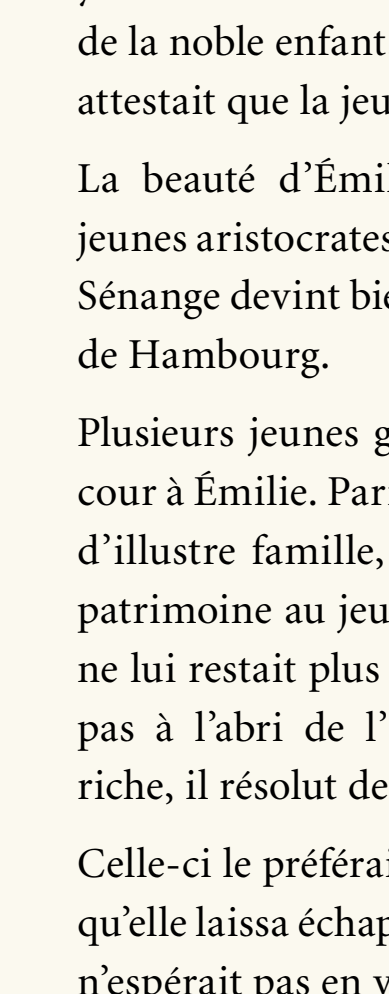 de la noble enfant
attestait que la jeu
La beauté d’Émil
jeunes aristocrates
Sénange devint bie
de Hambourg.
Plusieurs jeunes g
cour à Émilie. Par
d’illustre famille,
patrimoine au jeu
ne lui restait plus
pas à l’abri de l’
riche, il résolut de
Celle-ci le préférai
qu’elle laissa échap
n’espérait pas en v